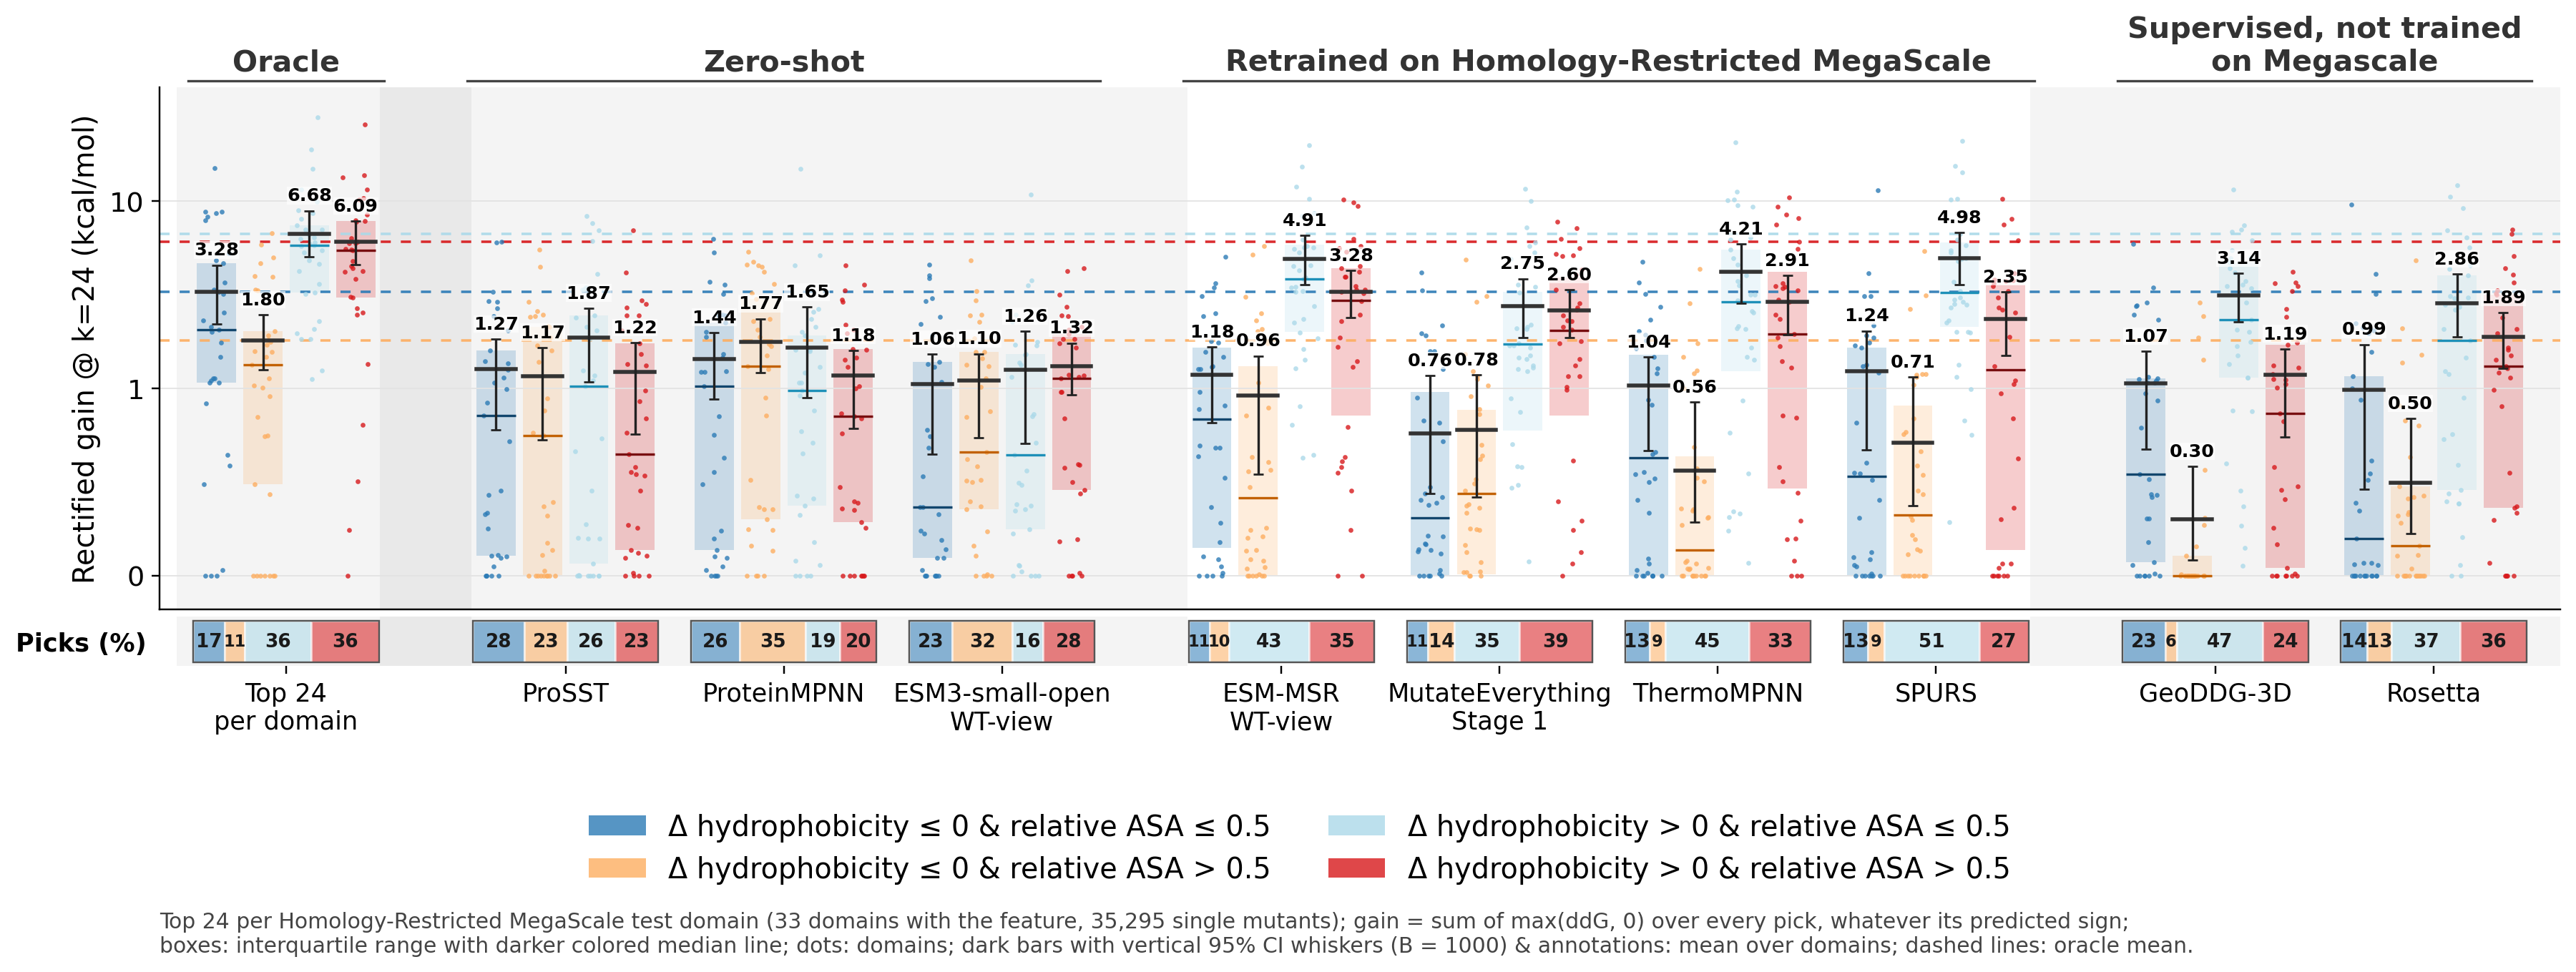 Oracle
Zero-shot
Retrained on Homology-Restricted MegaScale
Supervised, not trained
on Megascale
Rectified gain @ k=24 (kcal/mol)
10
1
0
3.28 1.80 6.68 6.09
1.27 1.17 1.87 1.22
1.44 1.77 1.65 1.18
1.06 1.10 1.26 1.32
1.18 0.96 4.91 3.28
0.76 0.78 2.75 2.60
1.04 0.56 4.21 2.91
1.24 0.71 4.98 2.35
1.07 0.30 3.14 1.19
0.99 0.50 2.86 1.89
Picks (%)
17 11 36 36
28 23 26 23
26 35 19 20
23 32 16 28
11 10 43 35
11 14 35 39
13 9 45 33
13 9 51 27
23 6 47 24
14 13 37 36
Top 24
per domain
ProSST
ProteinMPNN
ESM3-small-open
WT-view
ESM-MSR
WT-view
MutateEverything
Stage 1
ThermoMPNN
SPURS
GeoDDG-3D
Rosetta
Δ hydrophobicity ≤ 0 & relative ASA ≤ 0.5
Δ hydrophobicity ≤ 0 & relative ASA > 0.5
Δ hydrophobicity > 0 & relative ASA ≤ 0.5
Δ hydrophobicity > 0 & relative ASA > 0.5
Top 24 per Homology-Restricted MegaScale test domain (33 domains with the feature, 35,295 single mutants); gain = sum of max(ddG, 0) over every pick, whatever its predicted sign;
boxes: interquartile range with darker colored median line; dots: domains; dark bars with vertical 95% CI whiskers (B = 1000) & annotations: mean over domains; dashed lines: oracle mean.